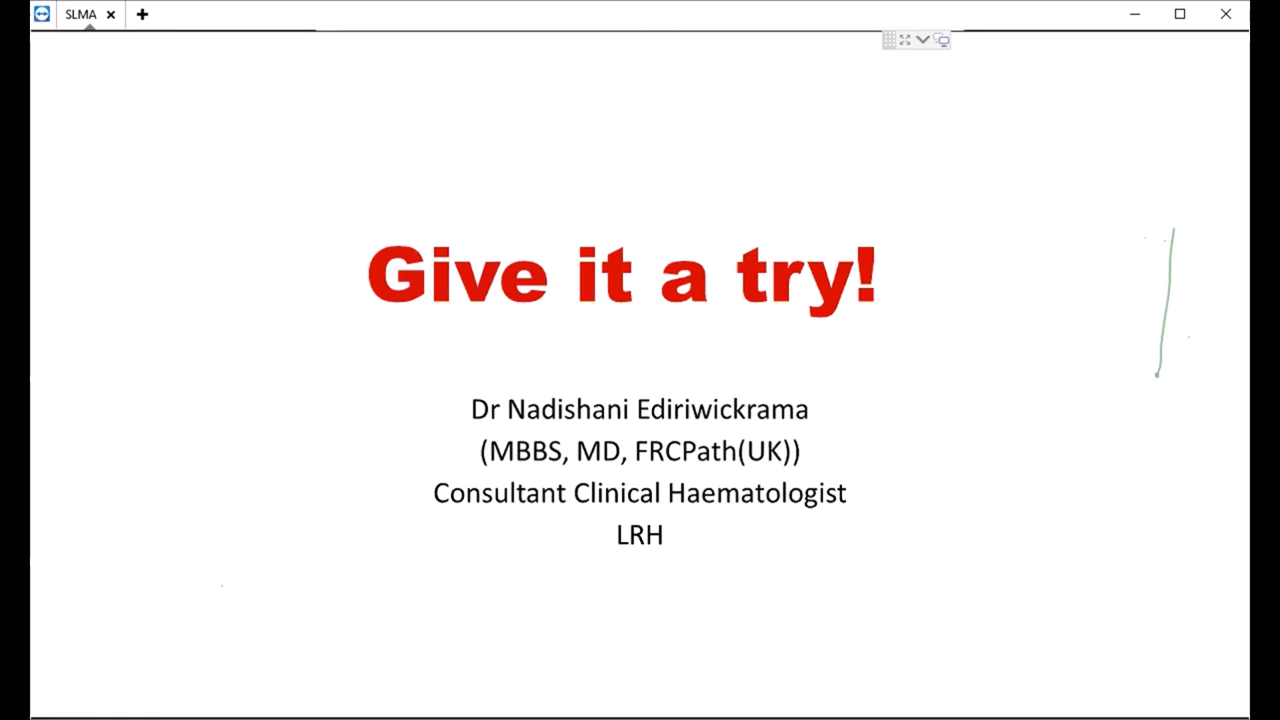 SLMA
Give it a try!
Dr Nadishani Ediriwickrama
(MBBS, MD, FRCPath(UK))
Consultant Clinical Haematologist
LRH